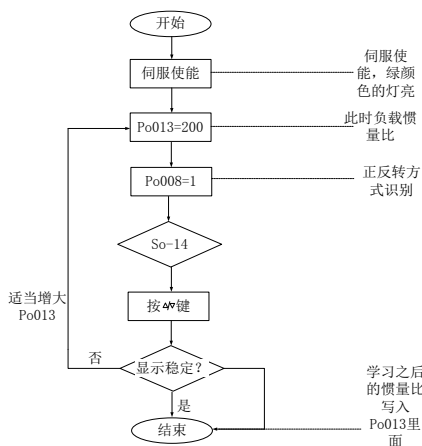 开始
伺服使能
伺服使
能，绿颜
色的灯亮
Po013=200
此时负载惯
量比
Po008=1
正反转方
式识别
So-14
按键
适当增大
Po013
显示稳定？
否
是
结束
学习之后
的惯量比
写入
Po013里
面